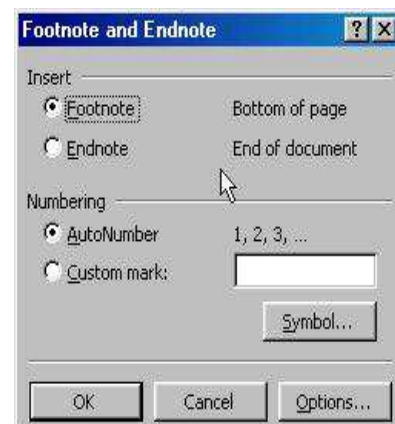 Footnote and Endnote
Insert
Footnote Bottom of page
Endnote End of document
Numbering
AutoNumber 1, 2, 3, ...
Custom mark:
Symbol...
OK Cancel Options...